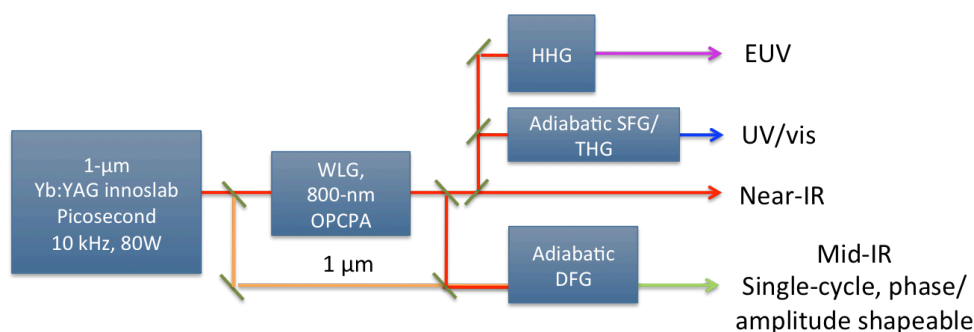 HHG
EUV
Adiabatic SFG/
THG
UV/vis
1-μm
Yb:YAG innoslab
Picosecond
10 kHz, 80W
WLG,
800-nm
OPCPA
Near-IR
1 μm
Adiabatic
DFG
Mid-IR
Single-cycle, phase/
amplitude shapeable